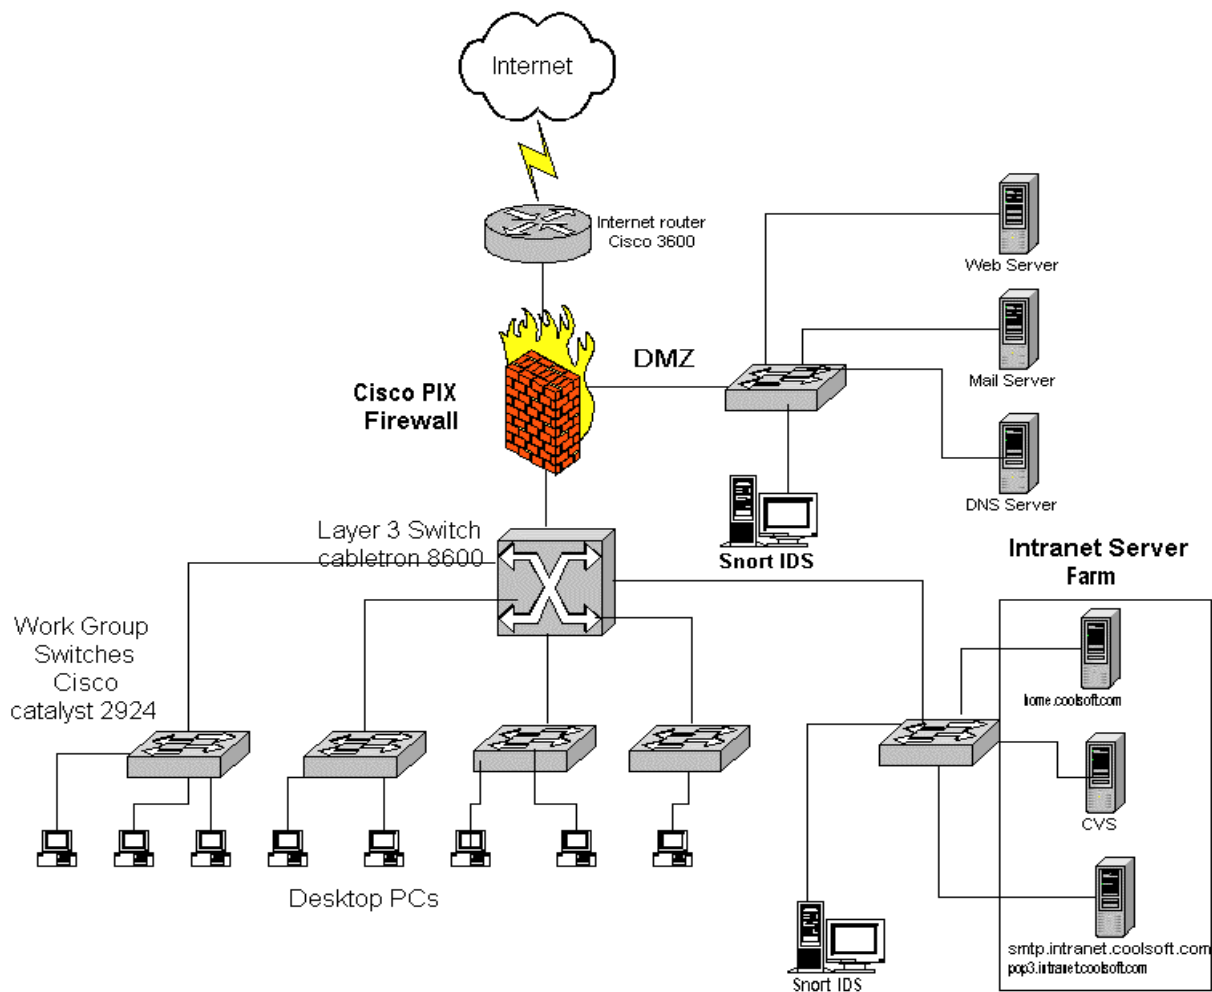 Internet
Internet router
Cisco 3600
Web Server
DMZ
Mail Server
Cisco PIX
Firewall
DNS Server
Layer 3 Switch
cabletron 8600
Snort IDS
Intranet Server
Farm
Work Group
Switches
Cisco
catalyst 2924
home.coolsoft.com
CVS
Desktop PCs
smtp.intranet.coolsoft.com
pop3.intranet.coolsoft.com
Snort IDS